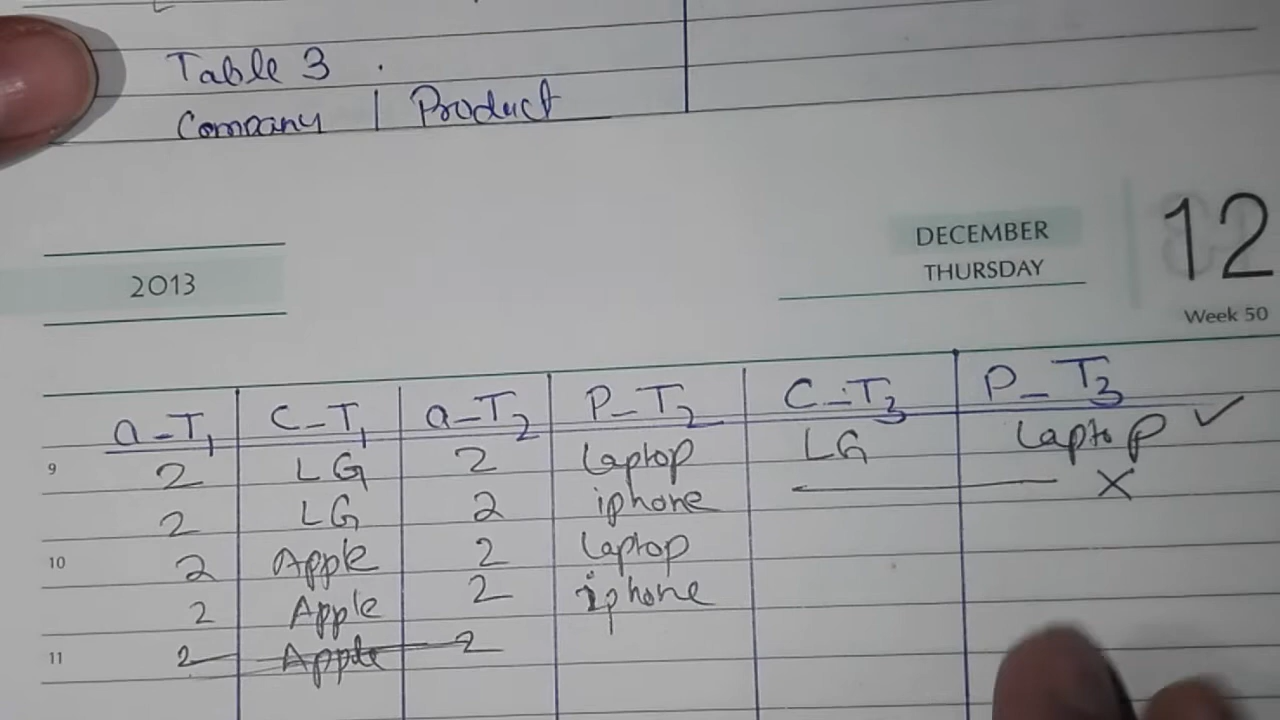 Table 3 .
Company | Product
2013
DECEMBER
THURSDAY
12
Week 50
a_T1 C_T1 a_T2 P_T2 C_T3 P_T3
9 2 LG 2 Laptop LG Laptop ✓
2 LG 2 iphone X
10 2 Apple 2 Laptop
2 Apple 2 iphone
11 2 Apple 2